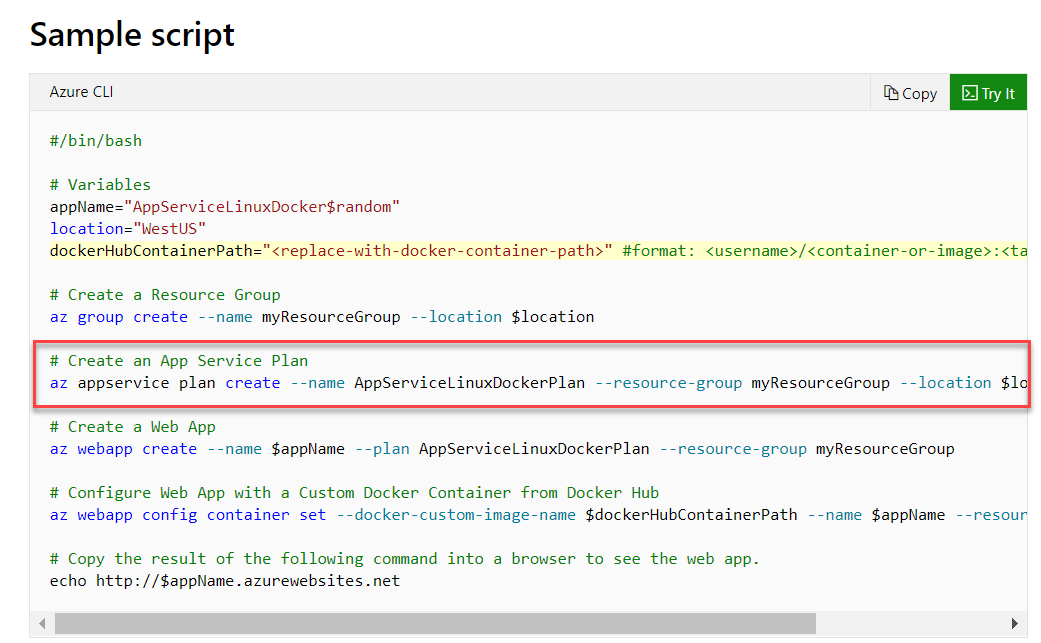 Sample script
Azure CLI
Copy
Try It
#/bin/bash
# Variables
appName="AppServiceLinuxDocker$random"
location="WestUS"
dockerHubContainerPath="<replace-with-docker-container-path>" #format: <username>/<container-or-image>:<ta
# Create a Resource Group
az group create --name myResourceGroup --location $location
# Create an App Service Plan
az appservice plan create --name AppServiceLinuxDockerPlan --resource-group myResourceGroup --location $lo
# Create a Web App
az webapp create --name $appName --plan AppServiceLinuxDockerPlan --resource-group myResourceGroup
# Configure Web App with a Custom Docker Container from Docker Hub
az webapp config container set --docker-custom-image-name $dockerHubContainerPath --name $appName --resour
# Copy the result of the following command into a browser to see the web app.
echo http://$appName.azurewebsites.net